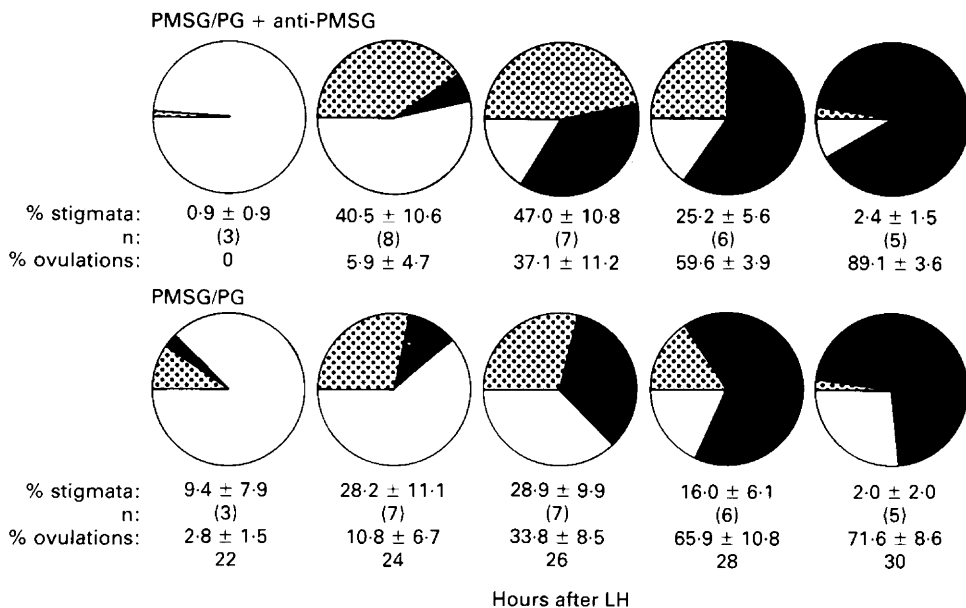 PMSG/PG + anti-PMSG
% stigmata: 0·9 ± 0·9 40·5 ± 10·6 47·0 ± 10·8 25·2 ± 5·6 2·4 ± 1·5
n: (3) (8) (7) (6) (5)
% ovulations: 0 5·9 ± 4·7 37·1 ± 11·2 59·6 ± 3·9 89·1 ± 3·6
PMSG/PG
% stigmata: 9·4 ± 7·9 28·2 ± 11·1 28·9 ± 9·9 16·0 ± 6·1 2·0 ± 2·0
n: (3) (7) (7) (6) (5)
% ovulations: 2·8 ± 1·5 10·8 ± 6·7 33·8 ± 8·5 65·9 ± 10·8 71·6 ± 8·6
22 24 26 28 30
Hours after LH